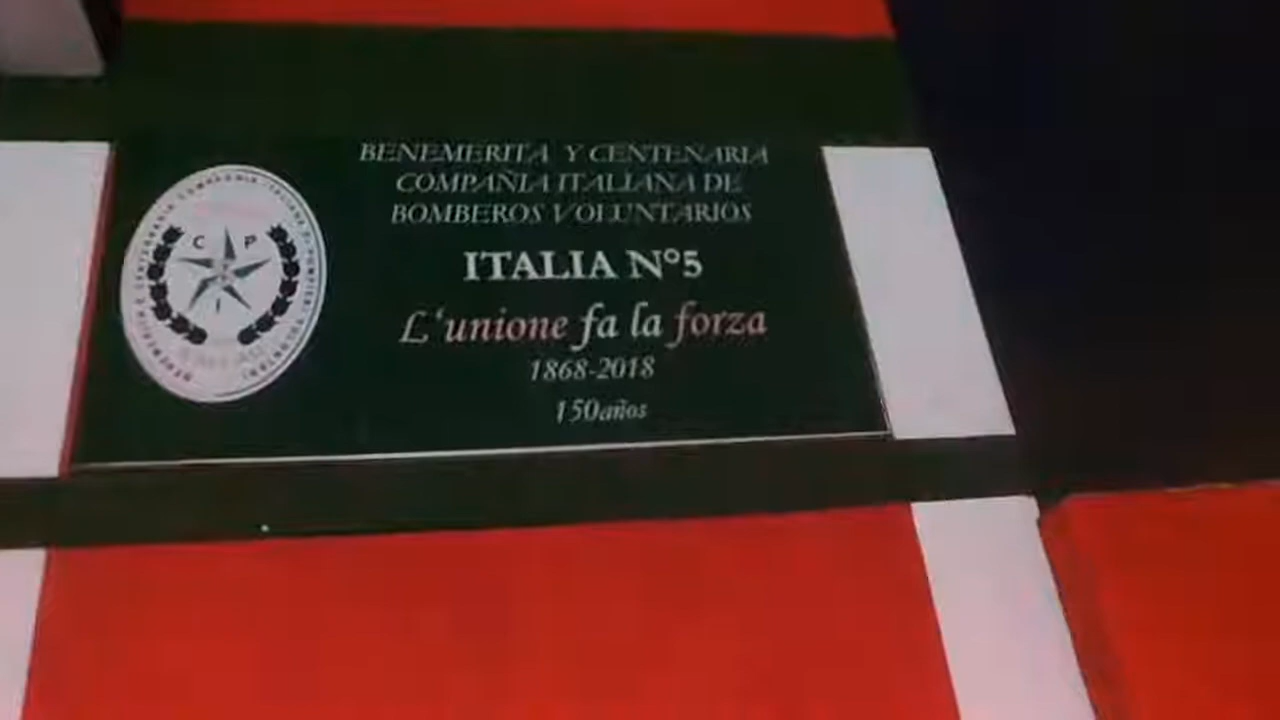 BENEMERITA Y CENTENARIA
COMPAÑIA ITALIANA DE
BOMBEROS VOLUNTARIOS
ITALIA N°5
L'unione fa la forza
1868-2018
150años
C P
I